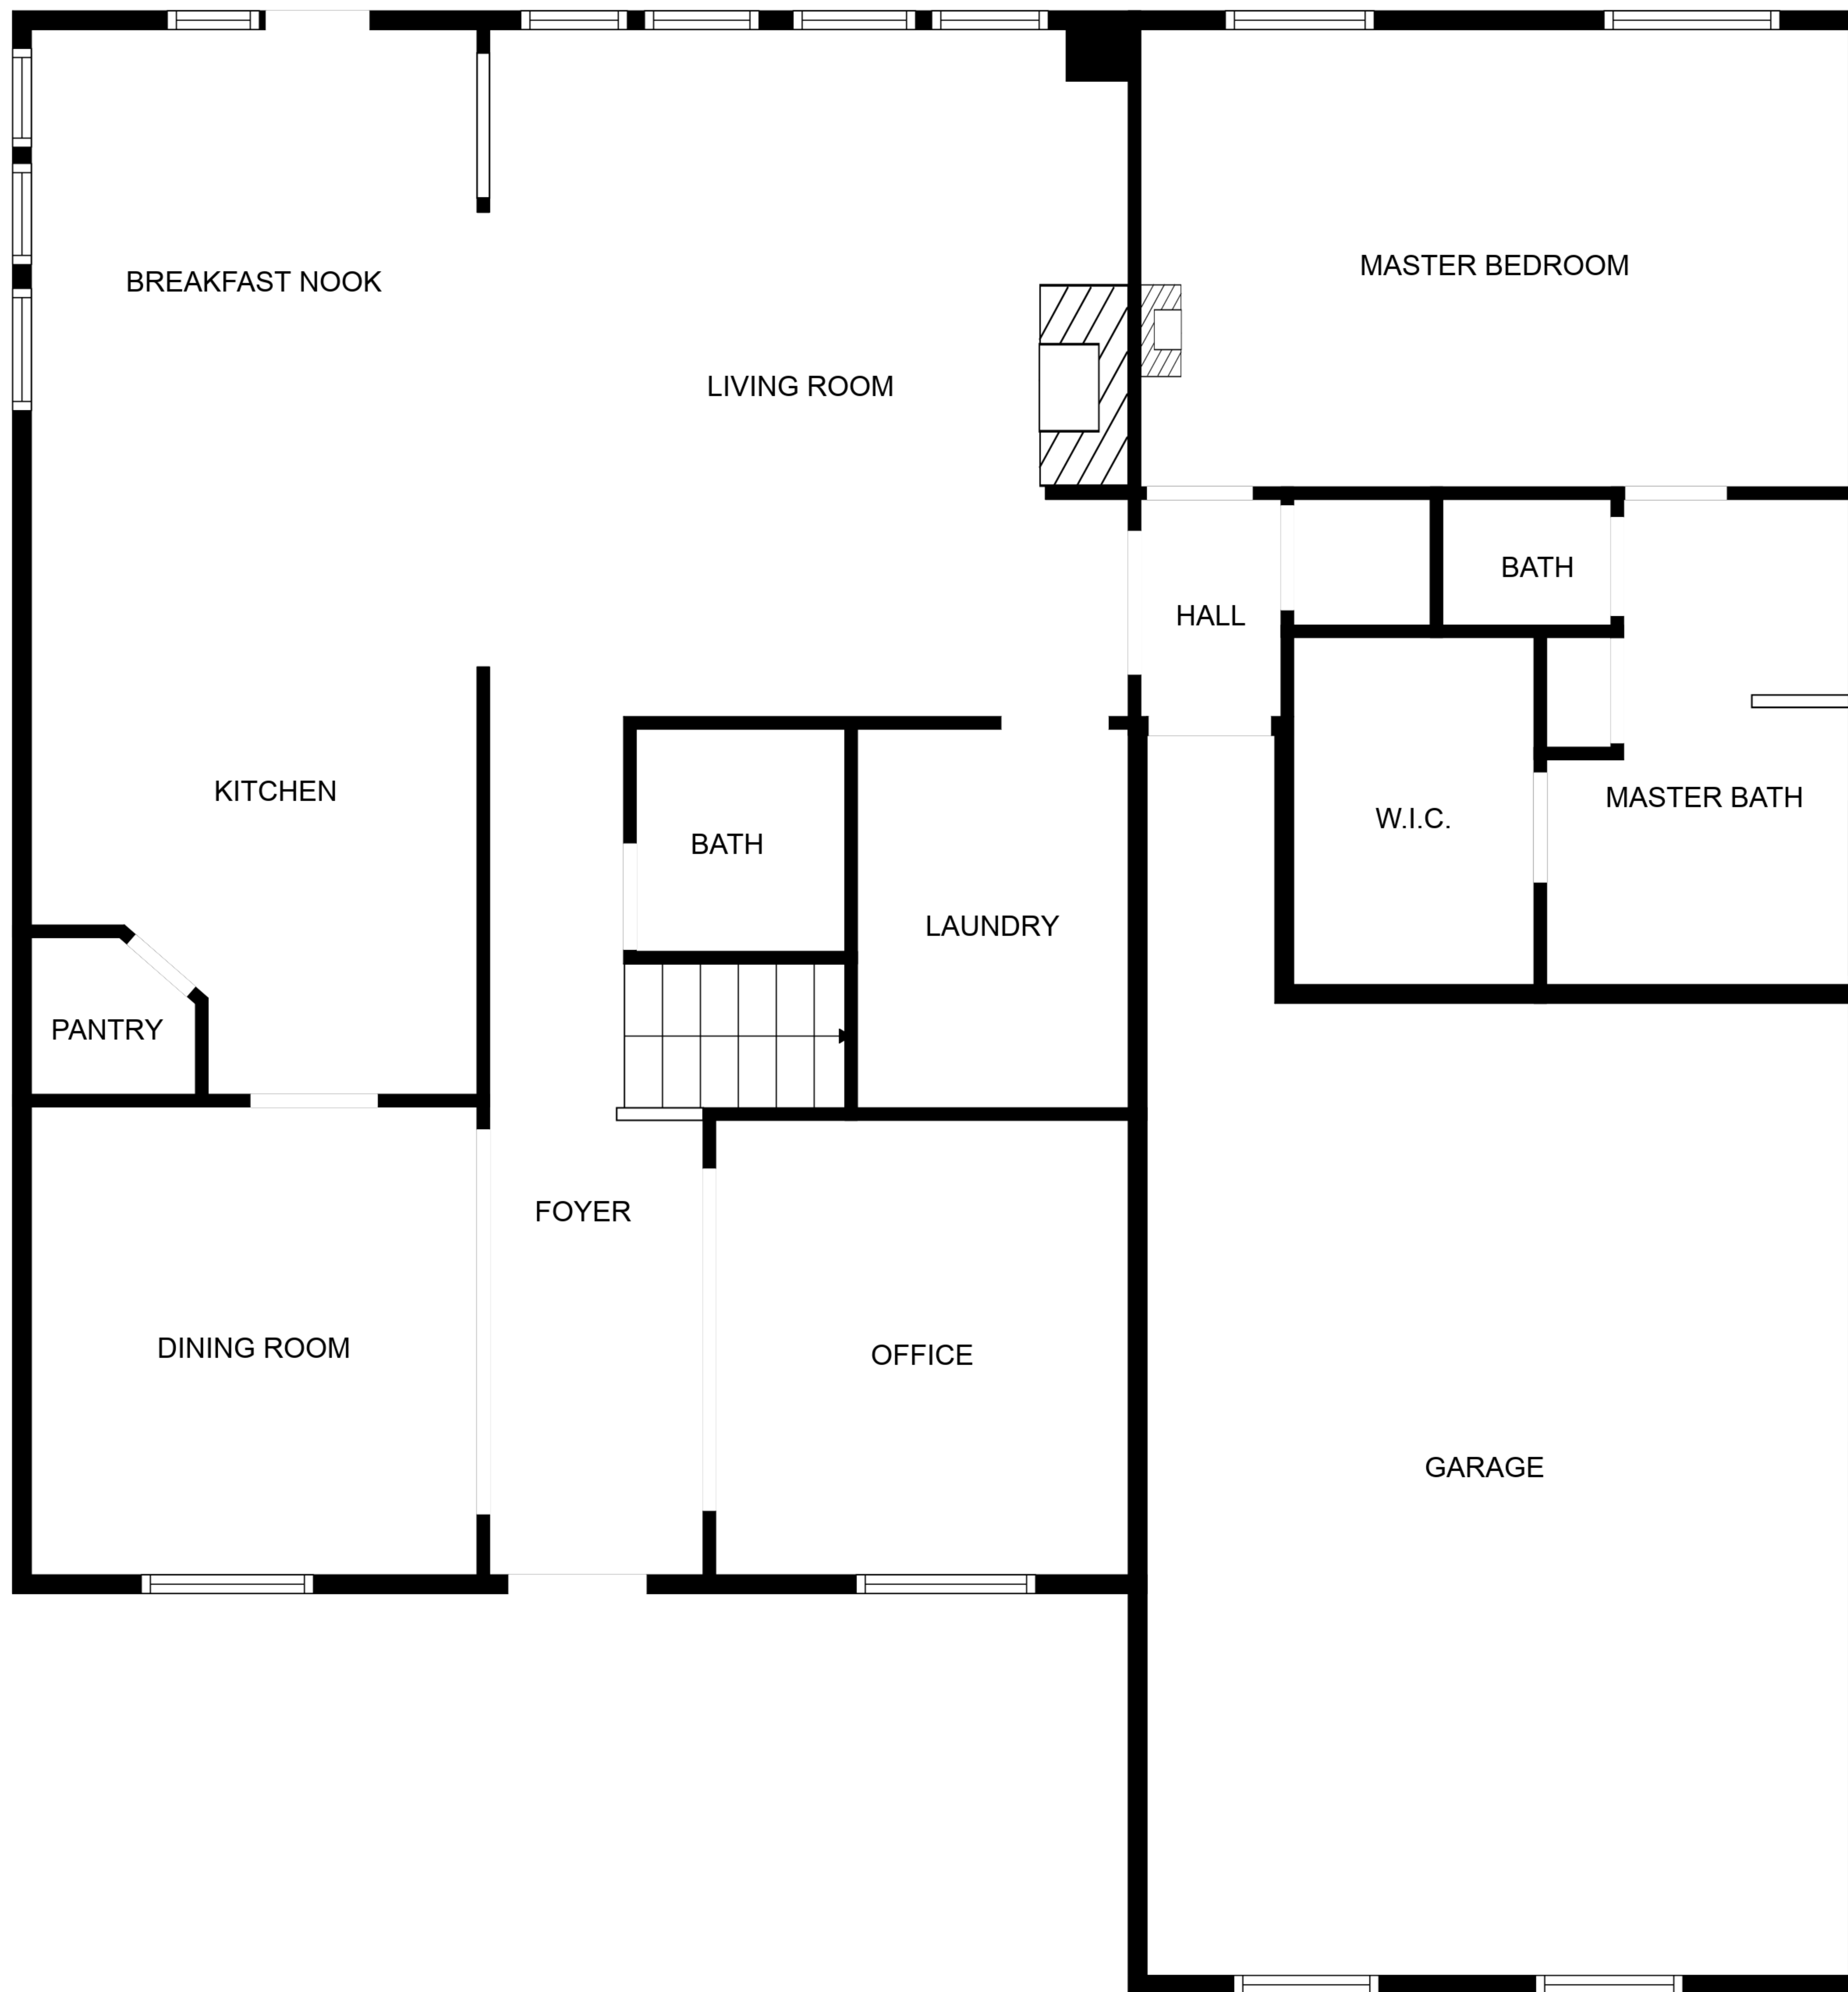 MASTER BEDROOM
BREAKFAST NOOK
LIVING ROOM
BATH
HALL
KITCHEN
MASTER BATH
W.I.C.
BATH
LAUNDRY
PANTRY
FOYER
DINING ROOM
OFFICE
GARAGE